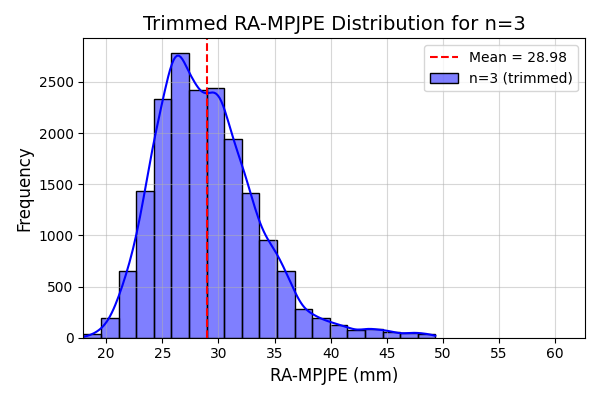 Trimmed RA-MPJPE Distribution for n=3
Mean = 28.98
n=3 (trimmed)
Frequency
2500
2000
1500
1000
500
0
20 25 30 35 40 45 50 55 60
RA-MPJPE (mm)